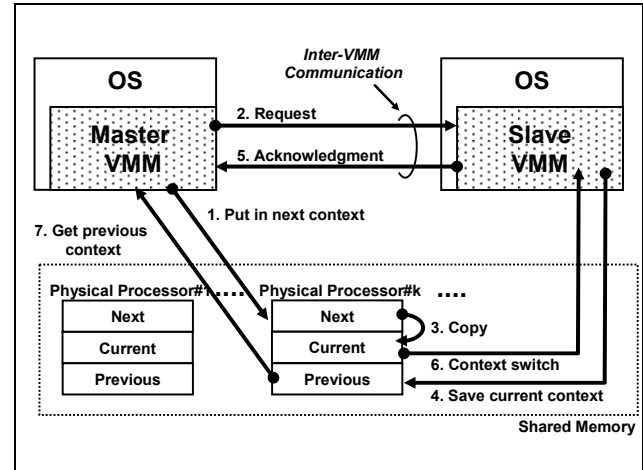 Inter-VMM
Communication
OS
OS
2. Request
Master
VMM
Slave
VMM
5. Acknowledgment
1. Put in next context
7. Get previous
context
Physical Processor#1
....
Physical Processor#k
....
Next
Next
3. Copy
Current
Current
6. Context switch
Previous
Previous
4. Save current context
Shared Memory